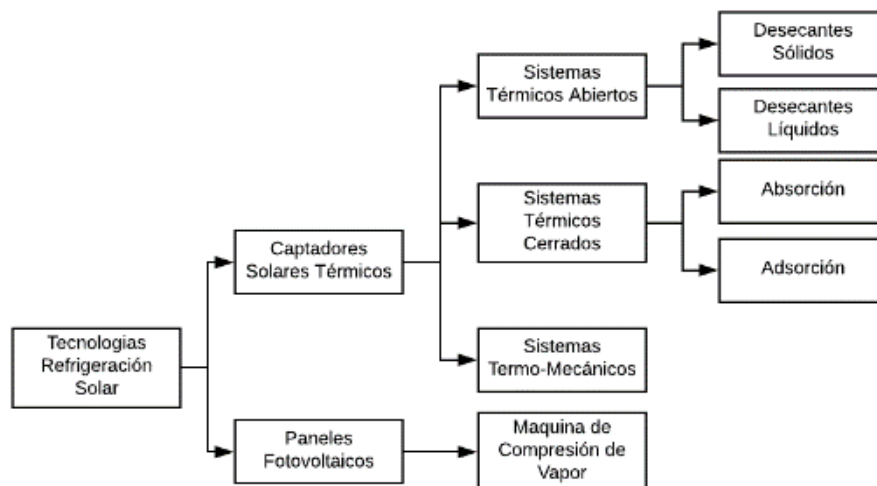 Tecnologias
Refrigeración
Solar
Captadores
Solares Térmicos
Sistemas
Térmicos Abiertos
Desecantes
Sólidos
Desecantes
Líquidos
Sistemas
Térmicos
Cerrados
Absorción
Adsorción
Sistemas
Termo-Mecánicos
Paneles
Fotovoltaicos
Maquina de
Compresión de
Vapor